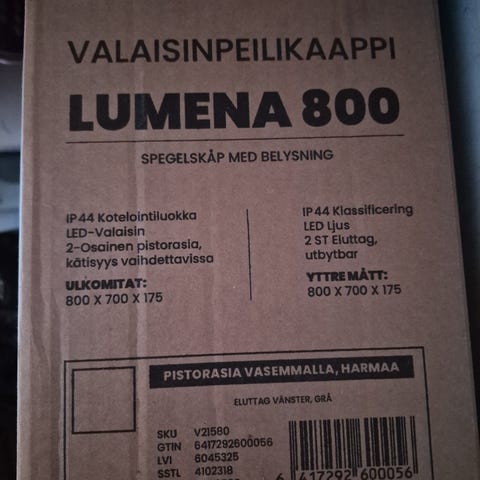 VALAISINPEILIKAAPPI
LUMENA 800
SPEGELSKÅP MED BELYSNING
IP44 Kotelointiluokka
LED-Valaisin
2-Osainen pistorasia,
kätisyys vaihdettavissa
ULKOMITAT:
800 X 700 X 175
IP44 Klassificering
LED Ljus
2 ST Eluttag,
utbytbar
YTTRE MÅTT:
800 X 700 X 175
PISTORASIA VASEMMALLA, HARMAA
ELUTTAG VÄNSTER, GRÅ
SKU V21580
GTIN 6417292600056
LVI 6045325
SSTL 4102318
6 417292 600056